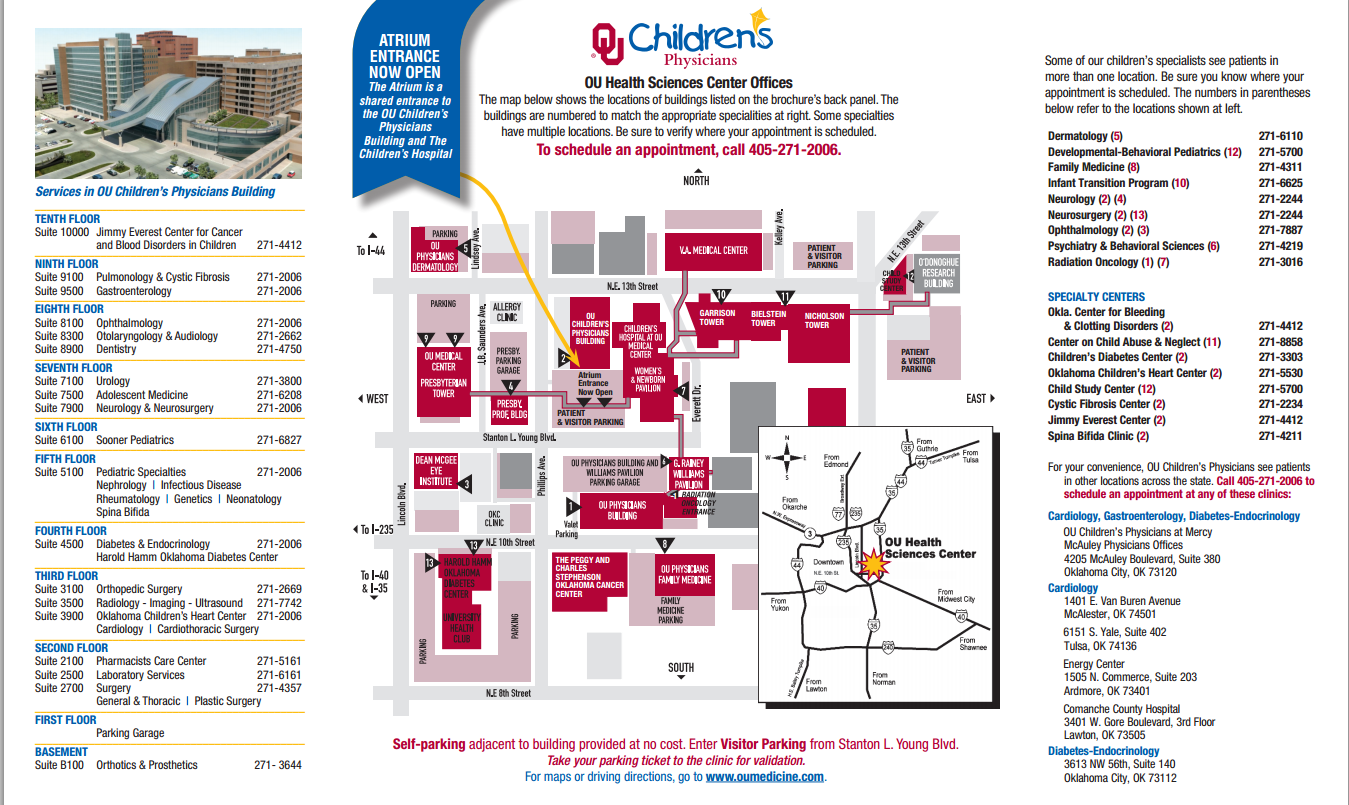 ATRIUM
ENTRANCE
NOW OPEN
The Atrium is a
shared entrance to
the OU Children's
Physicians
Building and The
Children's Hospital
OU
Children's
Physicians
OU Health Sciences Center Offices
The map below shows the locations of buildings listed on the brochure's back panel. The
buildings are numbered to match the appropriate specialities at right. Some specialties
have multiple locations. Be sure to verify where your appointment is scheduled.
To schedule an appointment, call 405-271-2006.
Services in OU Children's Physicians Building
TENTH FLOOR
Suite 10000 Jimmy Everest Center for Cancer
and Blood Disorders in Children 271-4412
NINTH FLOOR
Suite 9100 Pulmonology & Cystic Fibrosis 271-2006
Suite 9500 Gastroenterology 271-2006
EIGHTH FLOOR
Suite 8100 Ophthalmology 271-2006
Suite 8300 Otolaryngology & Audiology 271-2662
Suite 8900 Dentistry 271-4750
SEVENTH FLOOR
Suite 7100 Urology 271-3800
Suite 7500 Adolescent Medicine 271-6208
Suite 7900 Neurology & Neurosurgery 271-2006
SIXTH FLOOR
Suite 6100 Sooner Pediatrics 271-6827
FIFTH FLOOR
Suite 5100 Pediatric Specialties 271-2006
Nephrology | Infectious Disease
Rheumatology | Genetics | Neonatology
Spina Bifida
FOURTH FLOOR
Suite 4500 Diabetes & Endocrinology 271-2006
Harold Hamm Oklahoma Diabetes Center
THIRD FLOOR
Suite 3100 Orthopedic Surgery 271-2669
Suite 3500 Radiology - Imaging - Ultrasound 271-7742
Suite 3900 Oklahoma Children's Heart Center 271-2006
Cardiology | Cardiothoracic Surgery
SECOND FLOOR
Suite 2100 Pharmacists Care Center 271-5161
Suite 2500 Laboratory Services 271-6161
Suite 2700 Surgery 271-4357
General & Thoracic | Plastic Surgery
FIRST FLOOR
Parking Garage
BASEMENT
Suite B100 Orthotics & Prosthetics 271- 3644
NORTH
To I-44
PARKING
OU
PHYSICIANS
DERMATOLOGY
5
Lindsey Ave.
V.A. MEDICAL CENTER
Kelley Ave.
PATIENT
& VISITOR
PARKING
N.E. 13th Street
CHILD
STUDY
CENTER
12
O'DONOGHUE
RESEARCH
BUILDING
N.E. 13th Street
PARKING
9 9
OU MEDICAL
CENTER
PRESBYTERIAN
TOWER
J.B. Saunders Ave.
ALLERGY
CLINIC
PRESBY.
PARKING
GARAGE
4
PRESBY.
PROF. BLDG
OU
CHILDREN'S
PHYSICIANS
BUILDING
2
CHILDREN'S
HOSPITAL AT OU
MEDICAL
CENTER
WOMEN'S
& NEWBORN
PAVILION
Atrium
Entrance
Now Open
PATIENT
& VISITOR PARKING
7
Everett Dr.
10
GARRISON
TOWER
11
BIELSTEIN
TOWER
NICHOLSON
TOWER
PATIENT
& VISITOR
PARKING
WEST
EAST
Stanton L. Young Blvd.
Lincoln Blvd.
DEAN MCGEE
EYE
INSTITUTE
3
OKC
CLINIC
Phillips Ave.
OU PHYSICIANS BUILDING AND
WILLIAMS PAVILION
PARKING GARAGE
6
G. RAINEY
WILLIAMS
PAVILION
RADIATION
ONCOLOGY
ENTRANCE
1
OU PHYSICIANS
BUILDING
Valet
Parking
To I-235
N.E 10th Street
To I-40
& I-35
13
13
HAROLD HAMM
OKLAHOMA
DIABETES
CENTER
UNIVERSITY
HEALTH
CLUB
PARKING
PARKING
THE PEGGY AND
CHARLES
STEPHENSON
OKLAHOMA CANCER
CENTER
8
OU PHYSICIANS
FAMILY MEDICINE
FAMILY
MEDICINE
PARKING
SOUTH
N.E 8th Street
N
W
E
S
From
Edmond
From
Guthrie
35
44
Turner Turnpike
From
Tulsa
44
35
From
Okarche
N.W. Expressway
3
Broadway Ext.
77
235
35
235
Lincoln Blvd.
OU Health
Sciences Center
44
Downtown
N.E. 10th St.
40
From
Yukon
From
Midwest City
40
35
240
From
Shawnee
H.E. Bailey Turnpike
From
Lawton
From
Norman
Self-parking adjacent to building provided at no cost. Enter Visitor Parking from Stanton L. Young Blvd.
Take your parking ticket to the clinic for validation.
For maps or driving directions, go to www.oumedicine.com.
Some of our children's specialists see patients in
more than one location. Be sure you know where your
appointment is scheduled. The numbers in parentheses
below refer to the locations shown at left.
Dermatology (5) 271-6110
Developmental-Behavioral Pediatrics (12) 271-5700
Family Medicine (8) 271-4311
Infant Transition Program (10) 271-6625
Neurology (2) (4) 271-2244
Neurosurgery (2) (13) 271-2244
Ophthalmology (2) (3) 271-7887
Psychiatry & Behavioral Sciences (6) 271-4219
Radiation Oncology (1) (7) 271-3016
SPECIALTY CENTERS
Okla. Center for Bleeding
& Clotting Disorders (2) 271-4412
Center on Child Abuse & Neglect (11) 271-8858
Children's Diabetes Center (2) 271-3303
Oklahoma Children's Heart Center (2) 271-5530
Child Study Center (12) 271-5700
Cystic Fibrosis Center (2) 271-2234
Jimmy Everest Center (2) 271-4412
Spina Bifida Clinic (2) 271-4211
For your convenience, OU Children's Physicians see patients
in other locations across the state. Call 405-271-2006 to
schedule an appointment at any of these clinics:
Cardiology, Gastroenterology, Diabetes-Endocrinology
OU Children's Physicians at Mercy
McAuley Physicians Offices
4205 McAuley Boulevard, Suite 380
Oklahoma City, OK 73120
Cardiology
1401 E. Van Buren Avenue
McAlester, OK 74501
6151 S. Yale, Suite 402
Tulsa, OK 74136
Energy Center
1505 N. Commerce, Suite 203
Ardmore, OK 73401
Comanche County Hospital
3401 W. Gore Boulevard, 3rd Floor
Lawton, OK 73505
Diabetes-Endocrinology
3613 NW 56th, Suite 140
Oklahoma City, OK 73112